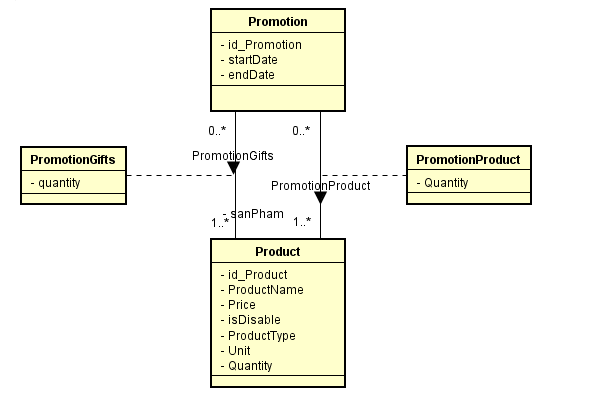 Promotion
- id_Promotion
- startDate
- endDate
0..*
0..*
PromotionGifts
PromotionGifts
- quantity
PromotionProduct
PromotionProduct
- Quantity
- sanPham
1..*
1..*
Product
- id_Product
- ProductName
- Price
- isDisable
- ProductType
- Unit
- Quantity